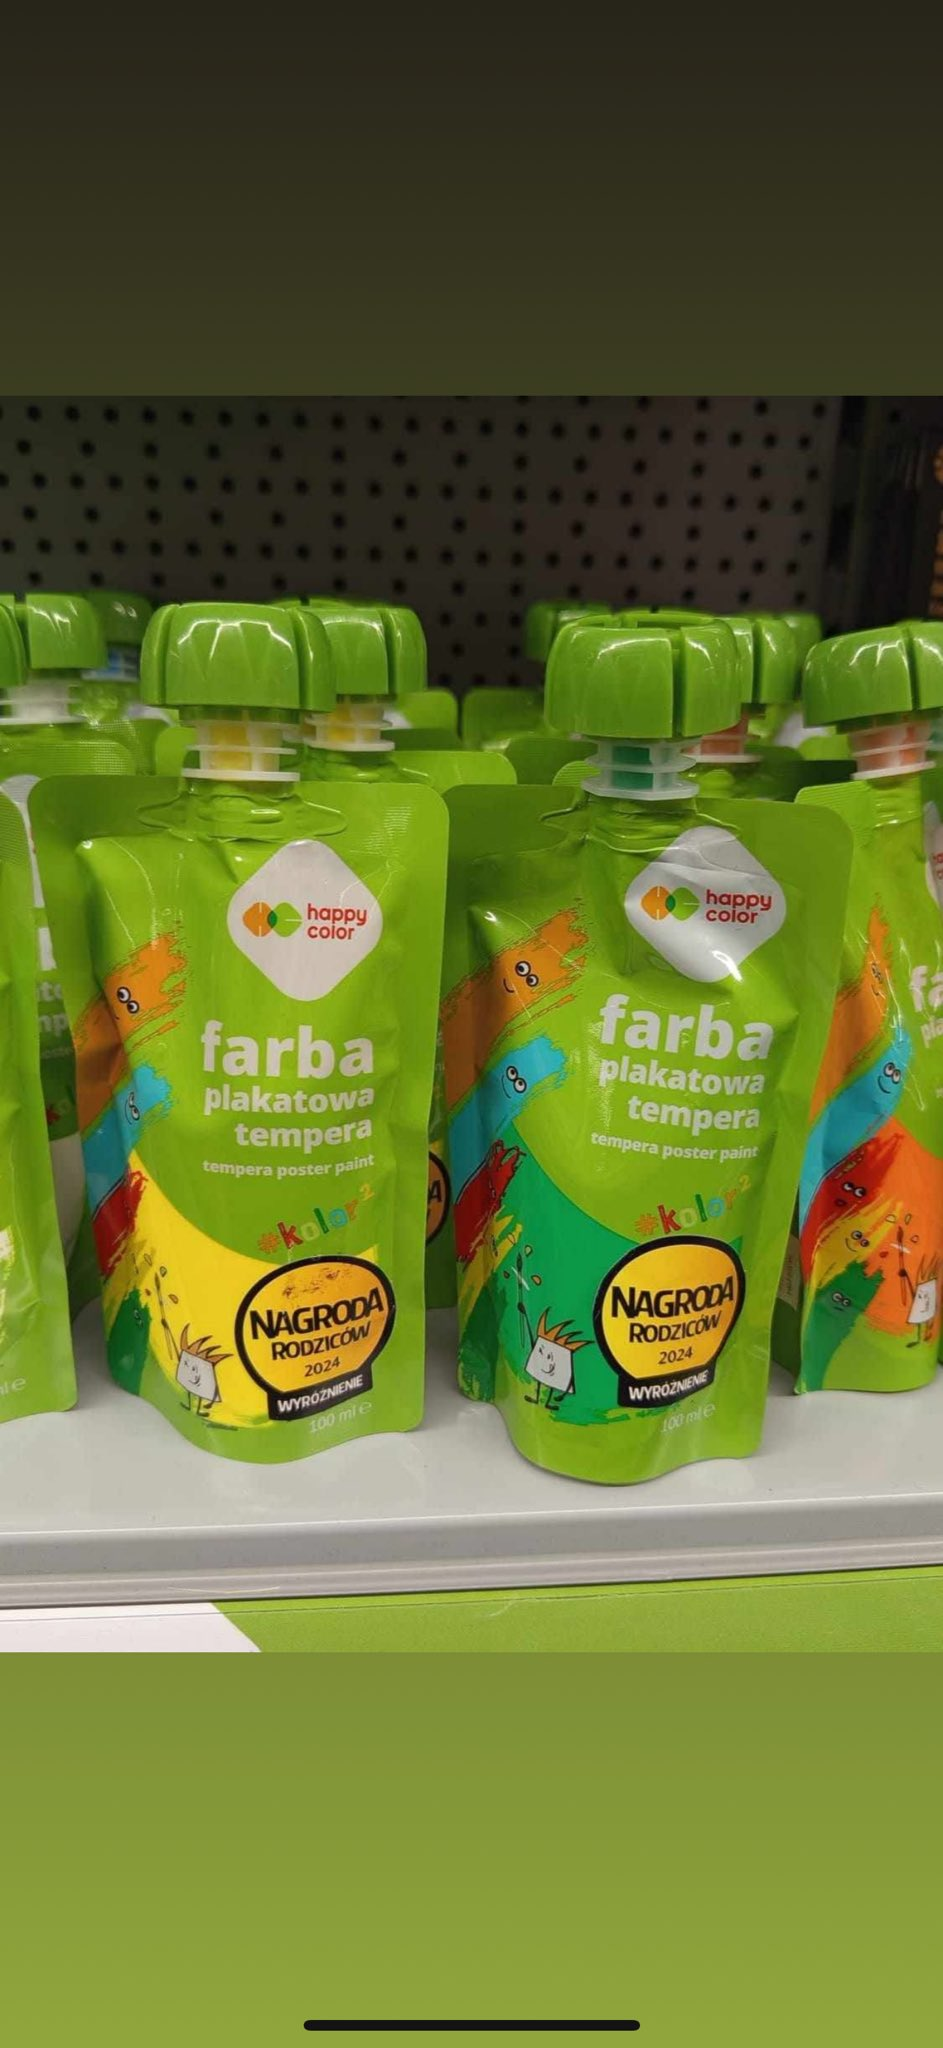 happy
color
farba
plakatowa
tempera
tempera poster paint
#kolor²
NAGRODA
RODZICÓW
2024
WYRÓŻNIENIE
100 ml e
happy
color
farba
plakatowa
tempera
tempera poster paint
#kolor²
NAGRODA
RODZICÓW
2024
WYRÓŻNIENIE
100 ml e